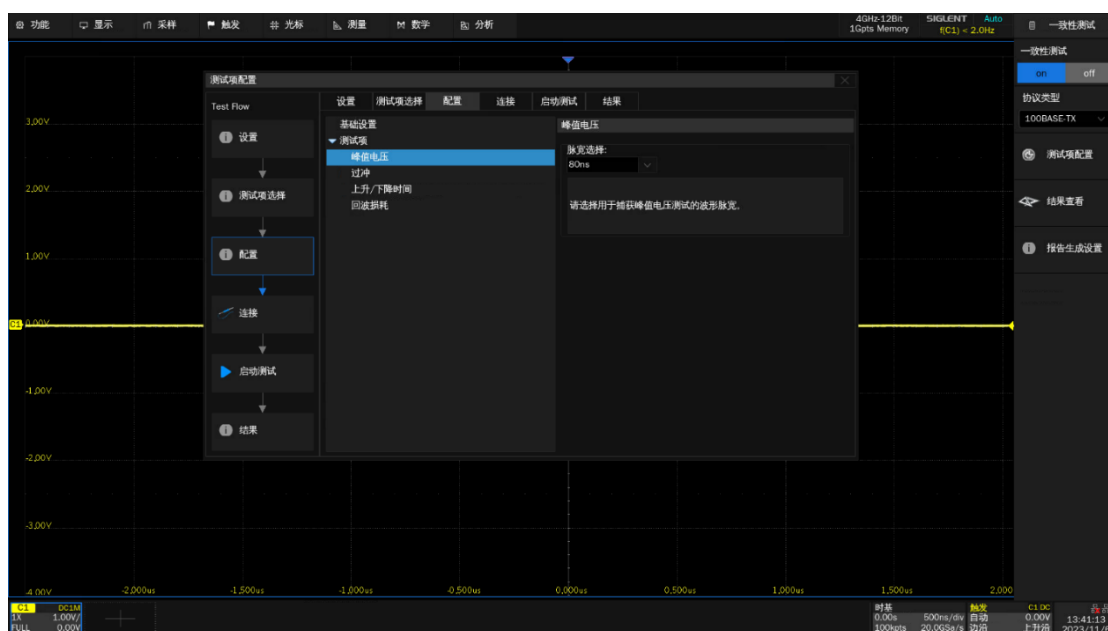 功能 显示 采样 触发 光标 测量 数学 分析
4GHz-12Bit
1Gpts Memory
SIGLENT Auto
f(C1) < 2.0Hz
一致性测试
一致性测试
on off
协议类型
100BASE-TX
测试项配置
结果查看
报告生成设置
测试项配置
Test Flow
设置
测试项选择
配置
连接
启动测试
结果
设置 测试项选择 配置 连接 启动测试 结果
基础设置
测试项
峰值电压
过冲
上升/下降时间
回波损耗
峰值电压
脉宽选择:
80ns
请选择用于捕获峰值电压测试的波形脉宽。
3.00V
2.00V
1.00V
C1 0.00V
-1.00V
-2.00V
-3.00V
-4.00V
-2.000us -1.500us -1.000us -0.500us 0.000us 0.500us 1.000us 1.500us 2.000
C1 DC1M
1X 1.00V/
FULL 0.00V
时基
0.00s 500ns/div
100kpts 20.0GSa/s
触发 C1 DC
自动 0.00V
边沿 上升沿
13:41:13